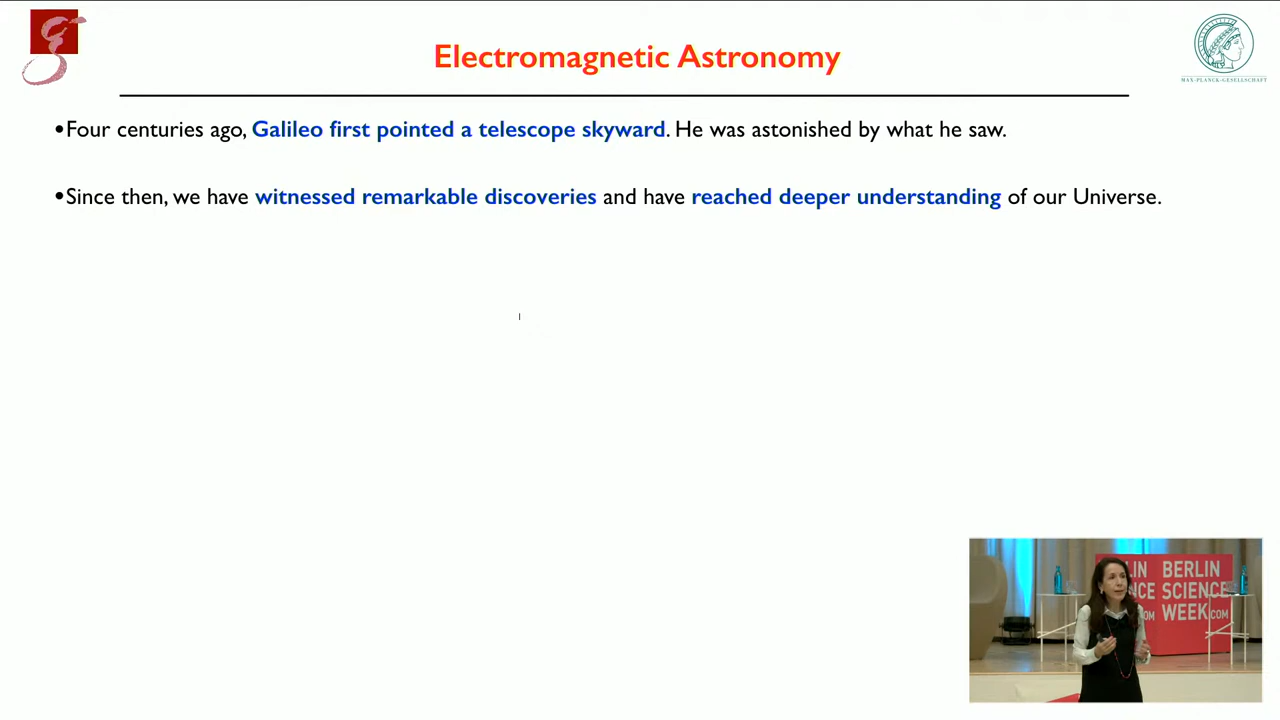 Electromagnetic Astronomy
MAX-PLANCK-GESELLSCHAFT
•Four centuries ago, Galileo first pointed a telescope skyward. He was astonished by what he saw.
•Since then, we have witnessed remarkable discoveries and have reached deeper understanding of our Universe.
LIN BERLIN
NCE SCIENCE
OM WEEK.COM